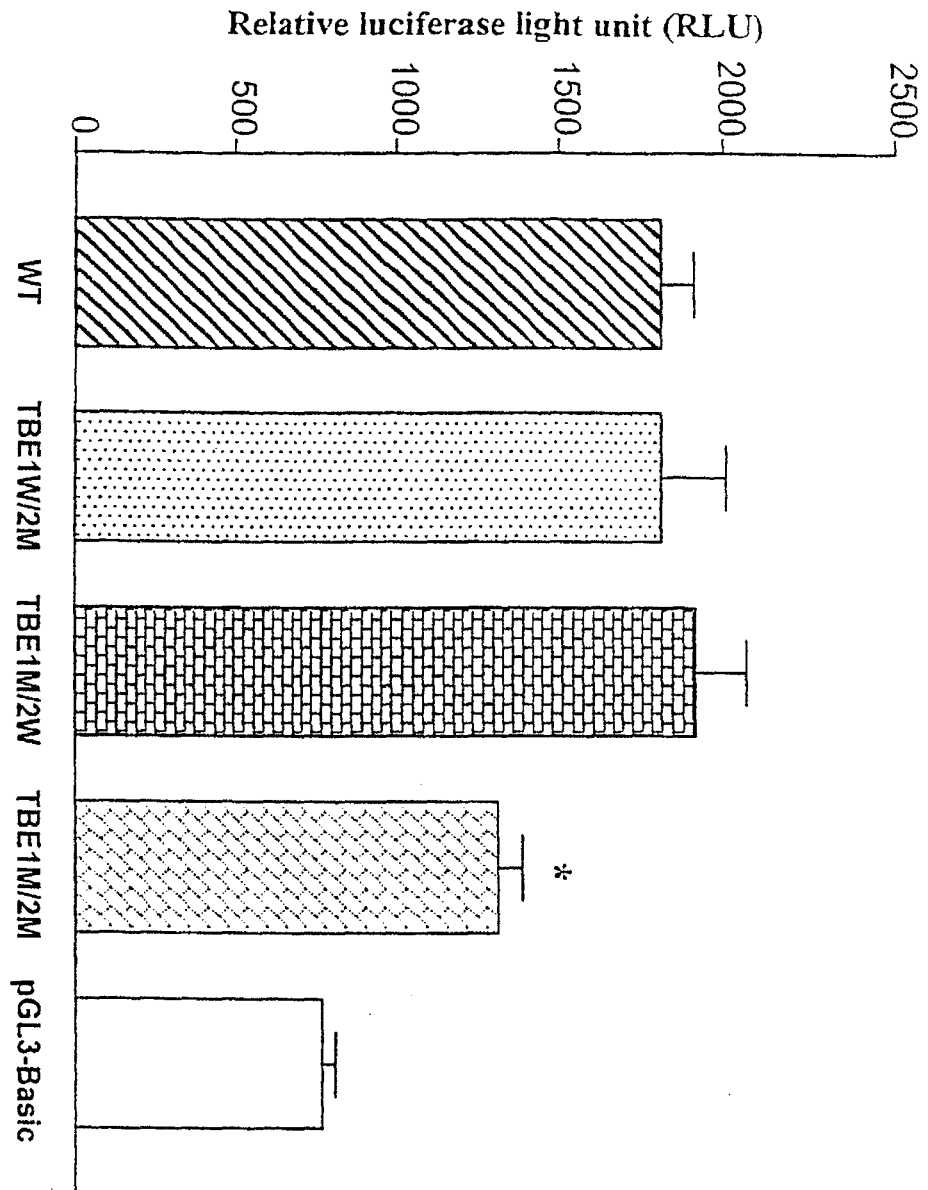 Relative luciferase light unit (RLU)
2500
2000
1500
1000
500
0
*
WT
TBE1W/2M
TBE1M/2W
TBE1M/2M
pGL3-Basic